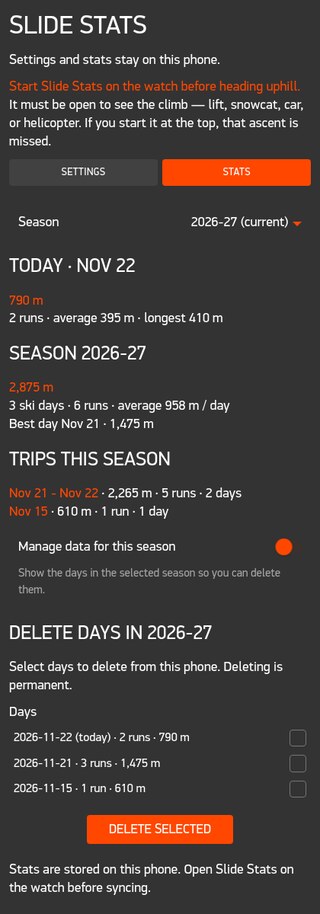 SLIDE STATS
Settings and stats stay on this phone.
Start Slide Stats on the watch before heading uphill.
It must be open to see the climb — lift, snowcat, car,
or helicopter. If you start it at the top, that ascent is
missed.
SETTINGS
STATS
Season
2026-27 (current)
TODAY · NOV 22
790 m
2 runs · average 395 m · longest 410 m
SEASON 2026-27
2,875 m
3 ski days · 6 runs · average 958 m / day
Best day Nov 21 · 1,475 m
TRIPS THIS SEASON
Nov 21 - Nov 22 · 2,265 m · 5 runs · 2 days
Nov 15 · 610 m · 1 run · 1 day
Manage data for this season
Show the days in the selected season so you can delete
them.
DELETE DAYS IN 2026-27
Select days to delete from this phone. Deleting is
permanent.
Days
2026-11-22 (today) · 2 runs · 790 m
2026-11-21 · 3 runs · 1,475 m
2026-11-15 · 1 run · 610 m
DELETE SELECTED
Stats are stored on this phone. Open Slide Stats on
the watch before syncing.